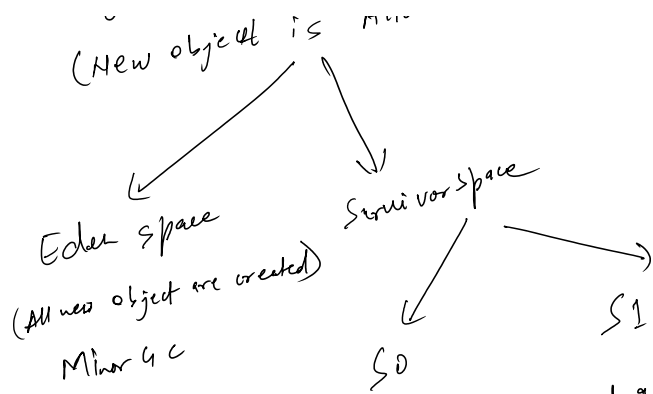 (New object is
Eden space
Survivor space
(All new object are created)
Minor GC
S0
S1